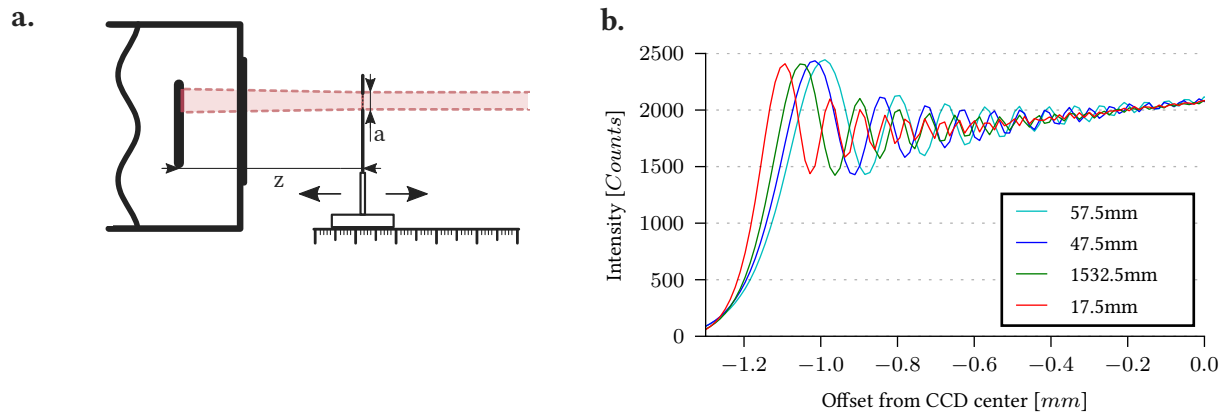 a.
z
a
b.
Intensity [Counts]
2500
2000
1500
1000
500
0
57.5mm
47.5mm
1532.5mm
17.5mm
−1.2 −1.0 −0.8 −0.6 −0.4 −0.2 0.0
Offset from CCD center [mm]